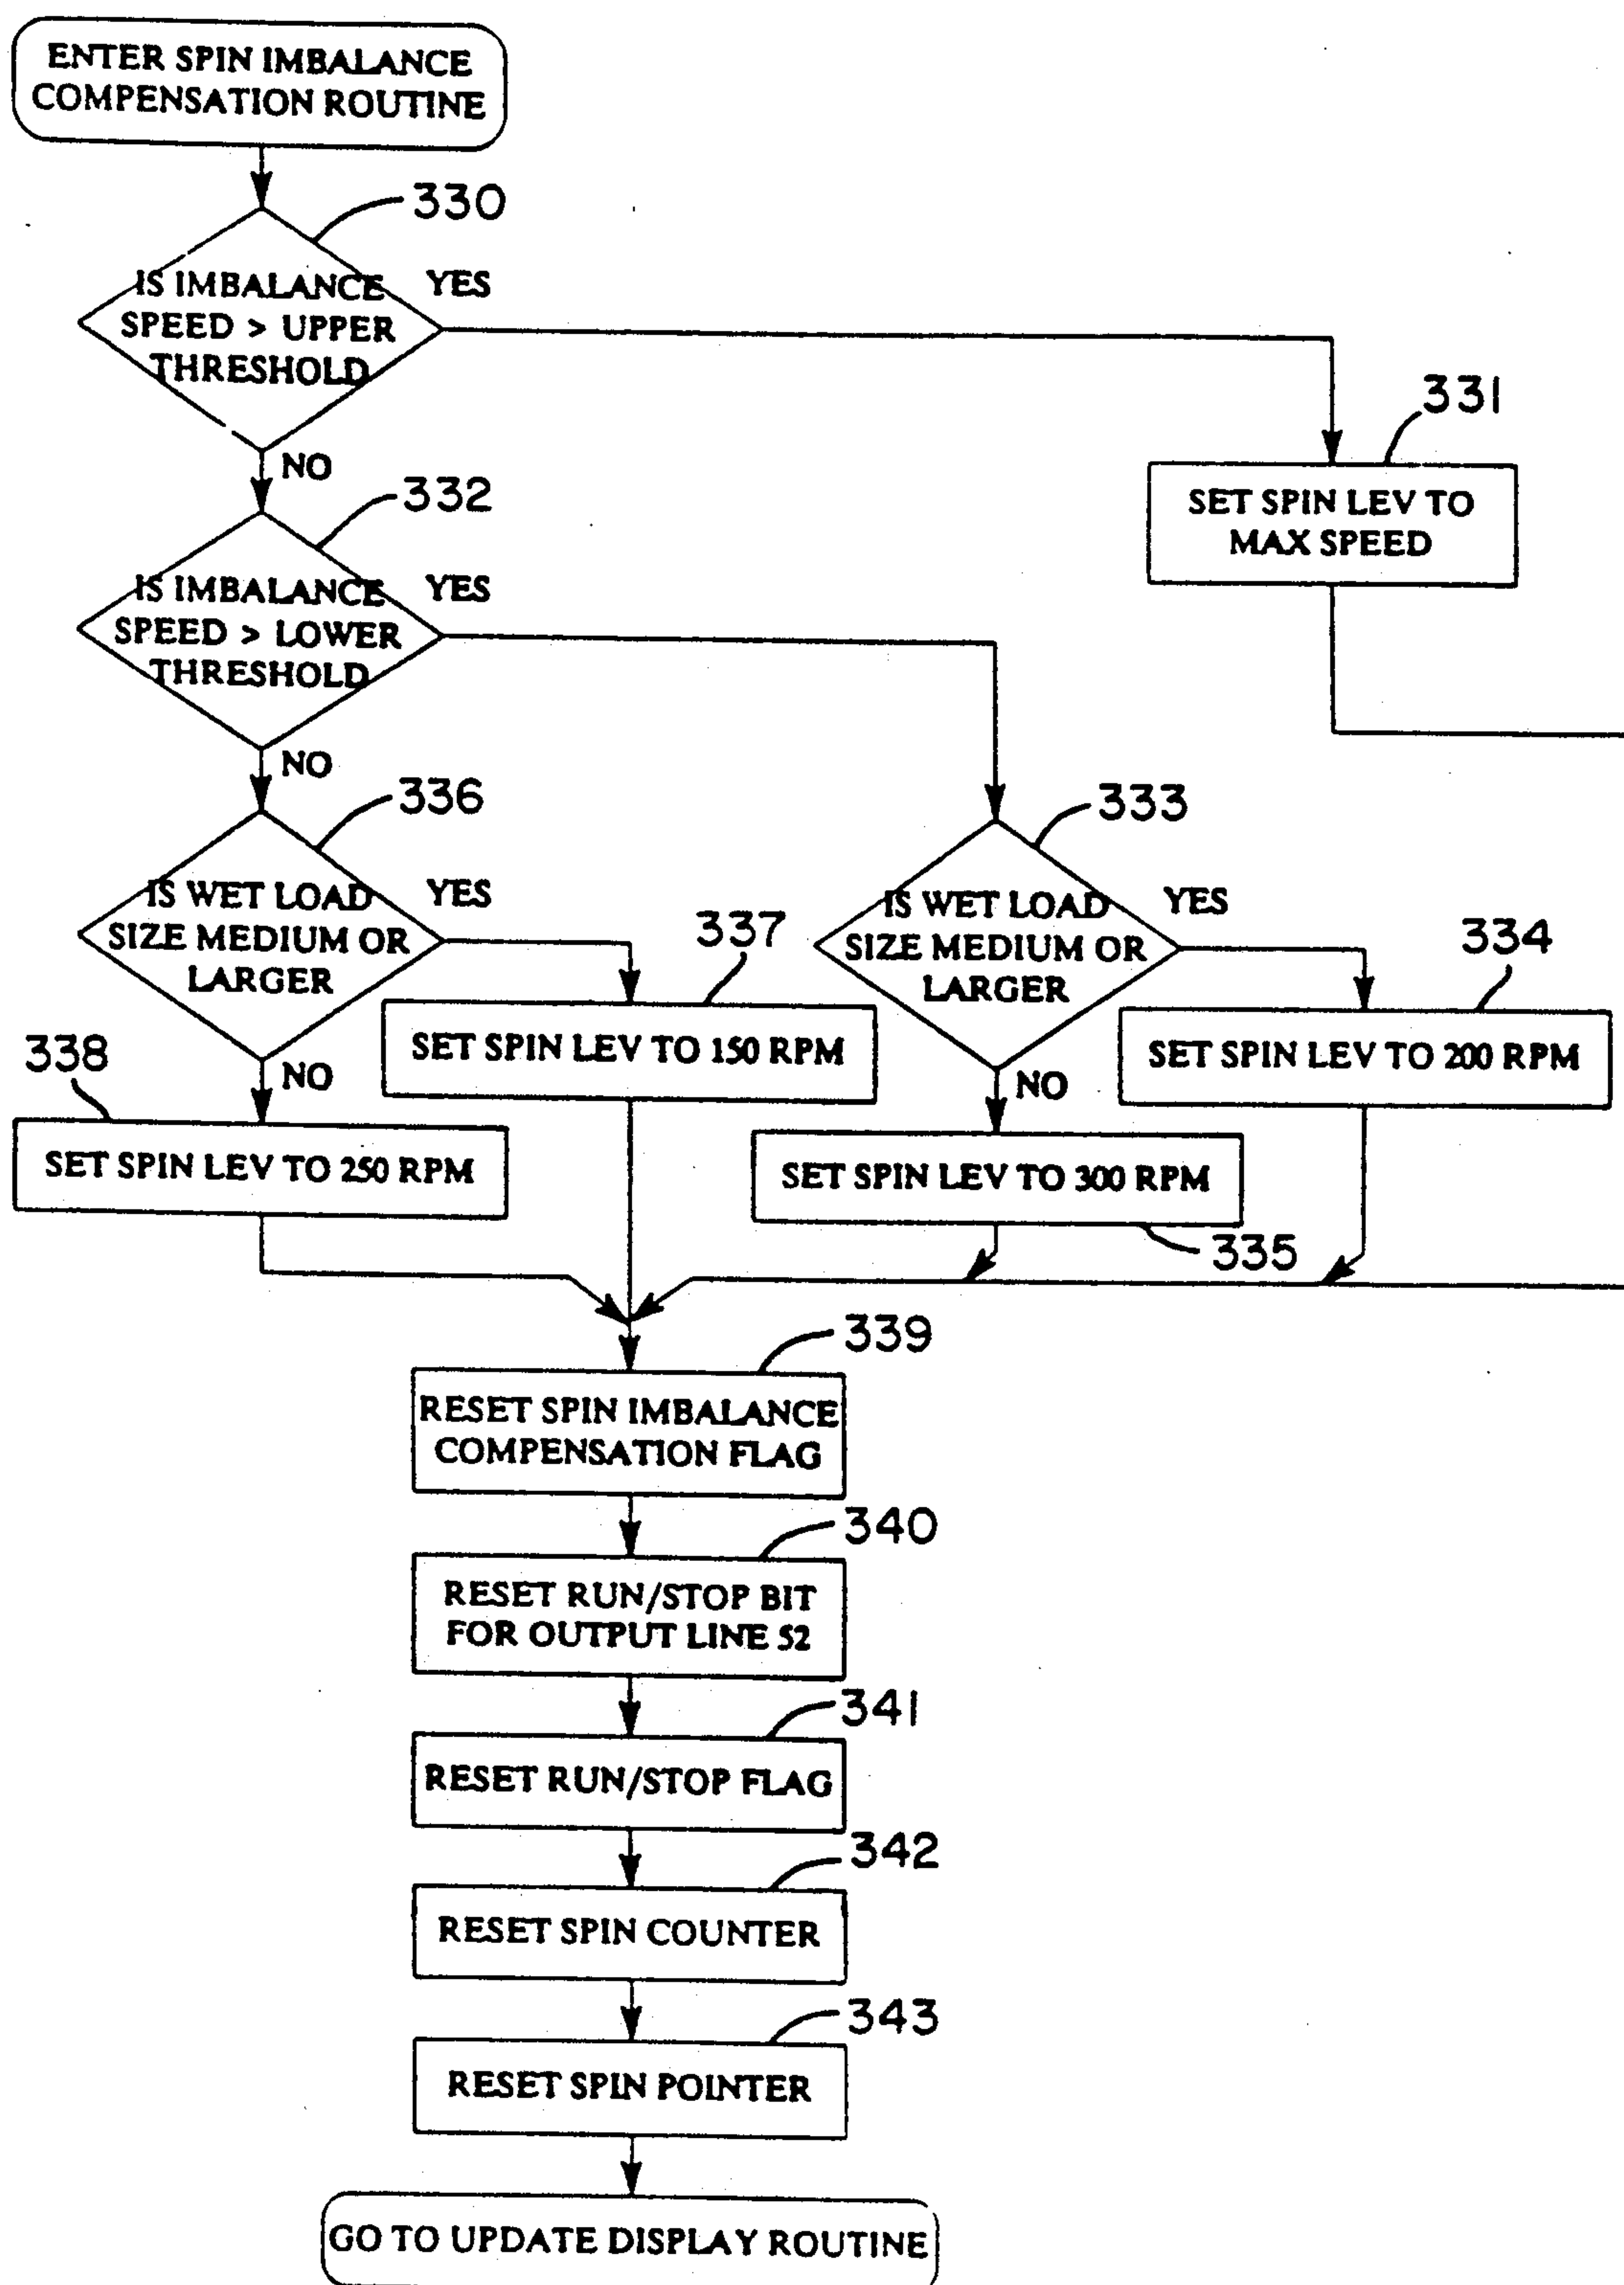 ENTER SPIN IMBALANCE
COMPENSATION ROUTINE
330
IS IMBALANCE
SPEED > UPPER
THRESHOLD
YES
NO
331
SET SPIN LEV TO
MAX SPEED
332
IS IMBALANCE
SPEED > LOWER
THRESHOLD
YES
NO
336
IS WET LOAD
SIZE MEDIUM OR
LARGER
YES
NO
337
SET SPIN LEV TO 150 RPM
333
IS WET LOAD
SIZE MEDIUM OR
LARGER
YES
NO
334
SET SPIN LEV TO 200 RPM
338
SET SPIN LEV TO 250 RPM
SET SPIN LEV TO 300 RPM
335
339
RESET SPIN IMBALANCE
COMPENSATION FLAG
340
RESET RUN/STOP BIT
FOR OUTPUT LINE 52
341
RESET RUN/STOP FLAG
342
RESET SPIN COUNTER
343
RESET SPIN POINTER
GO TO UPDATE DISPLAY ROUTINE